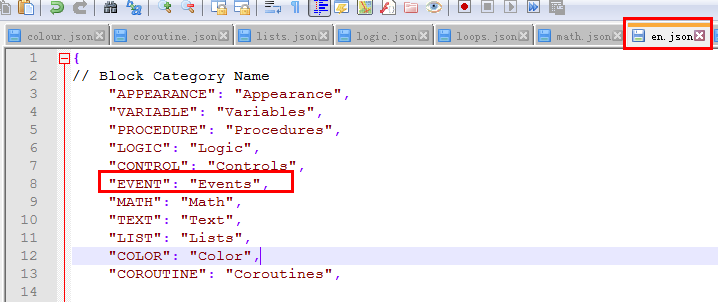 colour.json coroutine.json lists.json logic.json loops.json math.json en.json
1 {
2 // Block Category Name
3 "APPEARANCE": "Appearance",
4 "VARIABLE": "Variables",
5 "PROCEDURE": "Procedures",
6 "LOGIC": "Logic",
7 "CONTROL": "Controls",
8 "EVENT": "Events",
9 "MATH": "Math",
10 "TEXT": "Text",
11 "LIST": "Lists",
12 "COLOR": "Color",
13 "COROUTINE": "Coroutines",
14